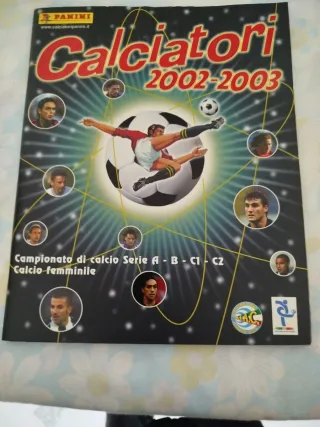 PANINI
www.calciatoripanini.it
Calciatori
2002-2003
Campionato di calcio Serie A - B - C1 - C2
Calcio femminile